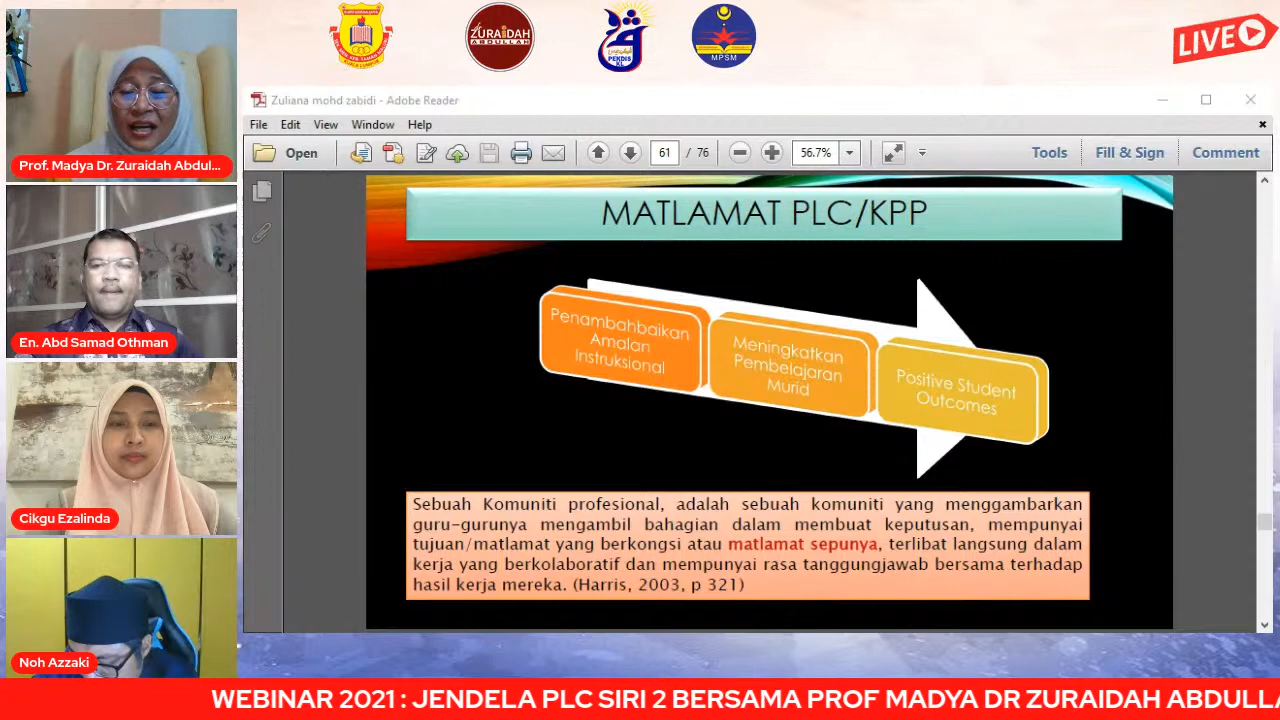 ZURAIDAH
ABDULLAH
PEKDIS
KL
MPSM
LIVE
Prof. Madya Dr. Zuraidah Abdul...
En. Abd Samad Othman
Cikgu Ezalinda
Noh Azzaki
Zuliana mohd zabidi - Adobe Reader
File Edit View Window Help
Open 61 / 76 56.7% Tools Fill & Sign Comment
MATLAMAT PLC/KPP
Penambahbaikan
Amalan
Instruksional
Meningkatkan
Pembelajaran
Murid
Positive Student
Outcomes
Sebuah Komuniti profesional, adalah sebuah komuniti yang menggambarkan
guru-gurunya mengambil bahagian dalam membuat keputusan, mempunyai
tujuan/matlamat yang berkongsi atau matlamat sepunya, terlibat langsung dalam
kerja yang berkolaboratif dan mempunyai rasa tanggungjawab bersama terhadap
hasil kerja mereka. (Harris, 2003, p 321)
WEBINAR 2021 : JENDELA PLC SIRI 2 BERSAMA PROF MADYA DR ZURAIDAH ABDULLA